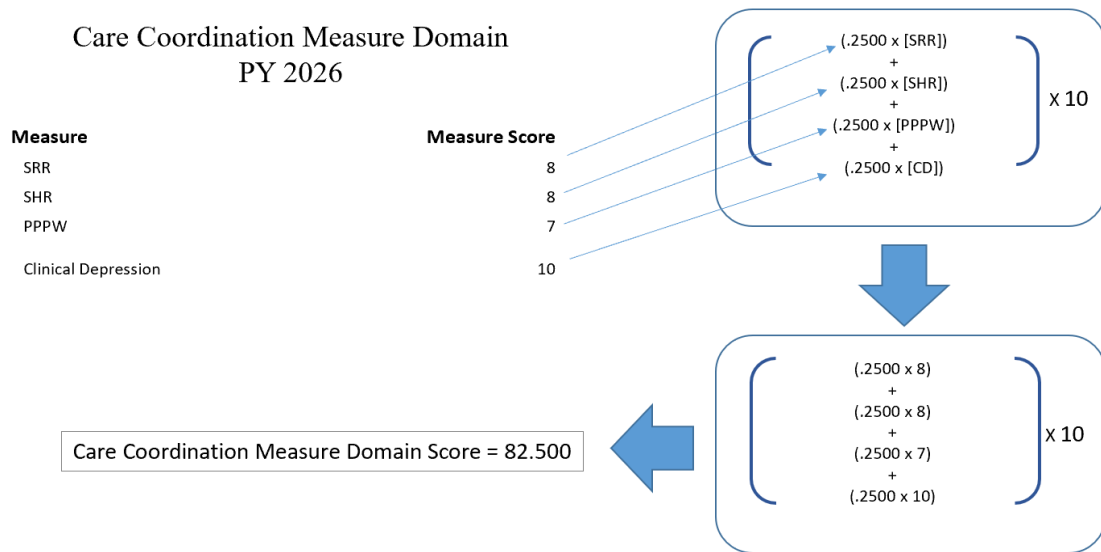 Care Coordination Measure Domain
PY 2026
Measure Measure Score
SRR 8
SHR 8
PPPW 7
Clinical Depression 10
(.2500 x [SRR])
+
(.2500 x [SHR])
+
(.2500 x [PPPW])
+
(.2500 x [CD])
x 10
(.2500 x 8)
+
(.2500 x 8)
+
(.2500 x 7)
+
(.2500 x 10)
x 10
Care Coordination Measure Domain Score = 82.500